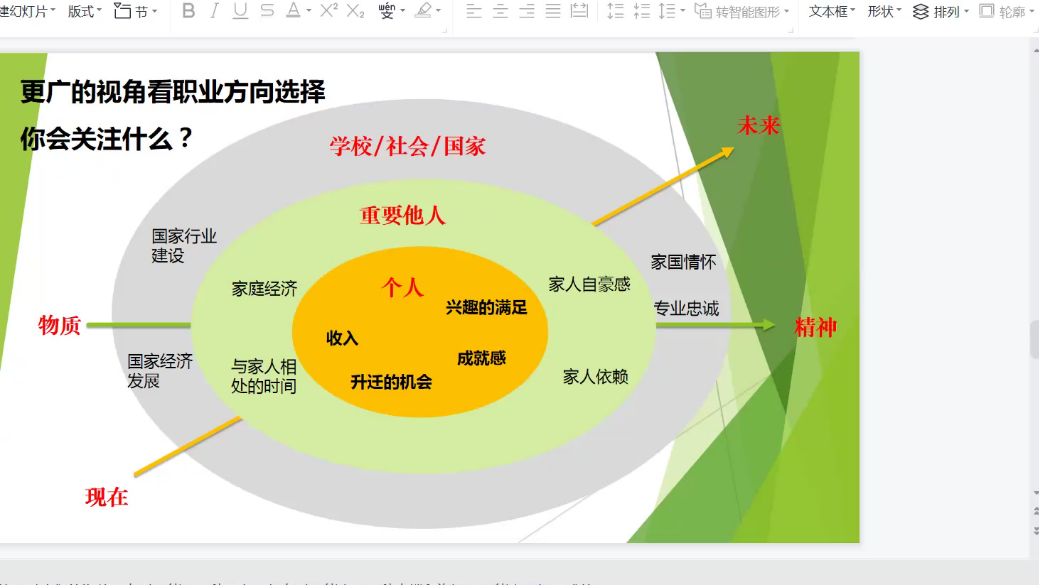 建幻灯片 版式 节 B I U S A X² X₂ wén 变 转智能图形 文本框 形状 排列 轮廓
更广的视角看职业方向选择
你会关注什么？
学校/社会/国家
未来
重要他人
国家行业
建设
家国情怀
家庭经济
个人
家人自豪感
兴趣的满足
专业忠诚
物质
精神
收入
国家经济
发展
与家人相
处的时间
成就感
升迁的机会
家人依赖
现在